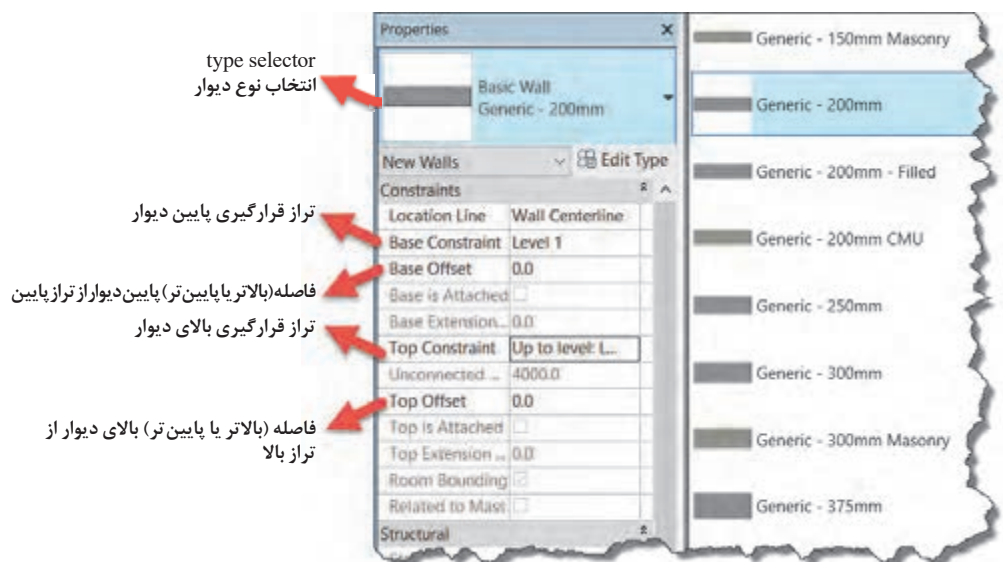 type selector
انتخاب نوع دیوار
تراز قرارگیری پایین دیوار
فاصله(بالاتر یا پایین‌تر) پایین دیوار از تراز پایین
تراز قرارگیری بالای دیوار
فاصله (بالاتر یا پایین‌تر) بالای دیوار از
تراز بالا
Properties
Basic Wall
Generic - 200mm
New Walls
Edit Type
Constraints
Location Line Wall Centerline
Base Constraint Level 1
Base Offset 0.0
Base is Attached
Base Extension... 0.0
Top Constraint Up to level: L...
Unconnected ... 4000.0
Top Offset 0.0
Top is Attached
Top Extension ... 0.0
Room Bounding
Related to Mass
Structural
Generic - 150mm Masonry
Generic - 200mm
Generic - 200mm - Filled
Generic - 200mm CMU
Generic - 250mm
Generic - 300mm
Generic - 300mm Masonry
Generic - 375mm